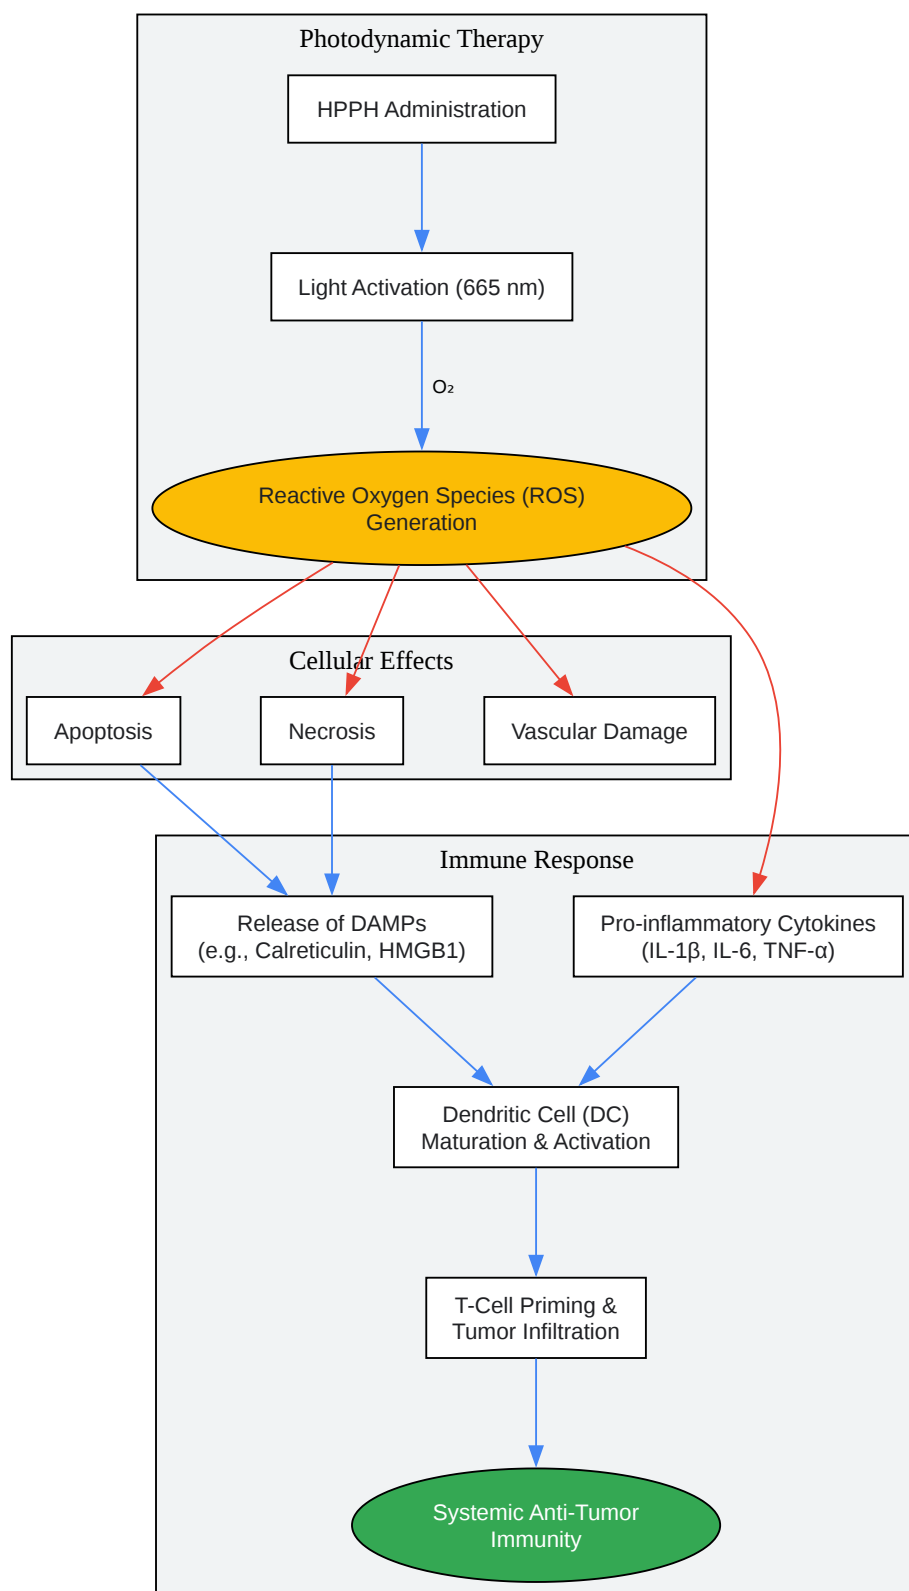 Photodynamic Therapy
HPPH Administration
Light Activation (665 nm)
O₂
Reactive Oxygen Species (ROS)
Generation
Cellular Effects
Apoptosis
Necrosis
Vascular Damage
Immune Response
Release of DAMPs
(e.g., Calreticulin, HMGB1)
Pro-inflammatory Cytokines
(IL-1β, IL-6, TNF-α)
Dendritic Cell (DC)
Maturation & Activation
T-Cell Priming &
Tumor Infiltration
Systemic Anti-Tumor
Immunity